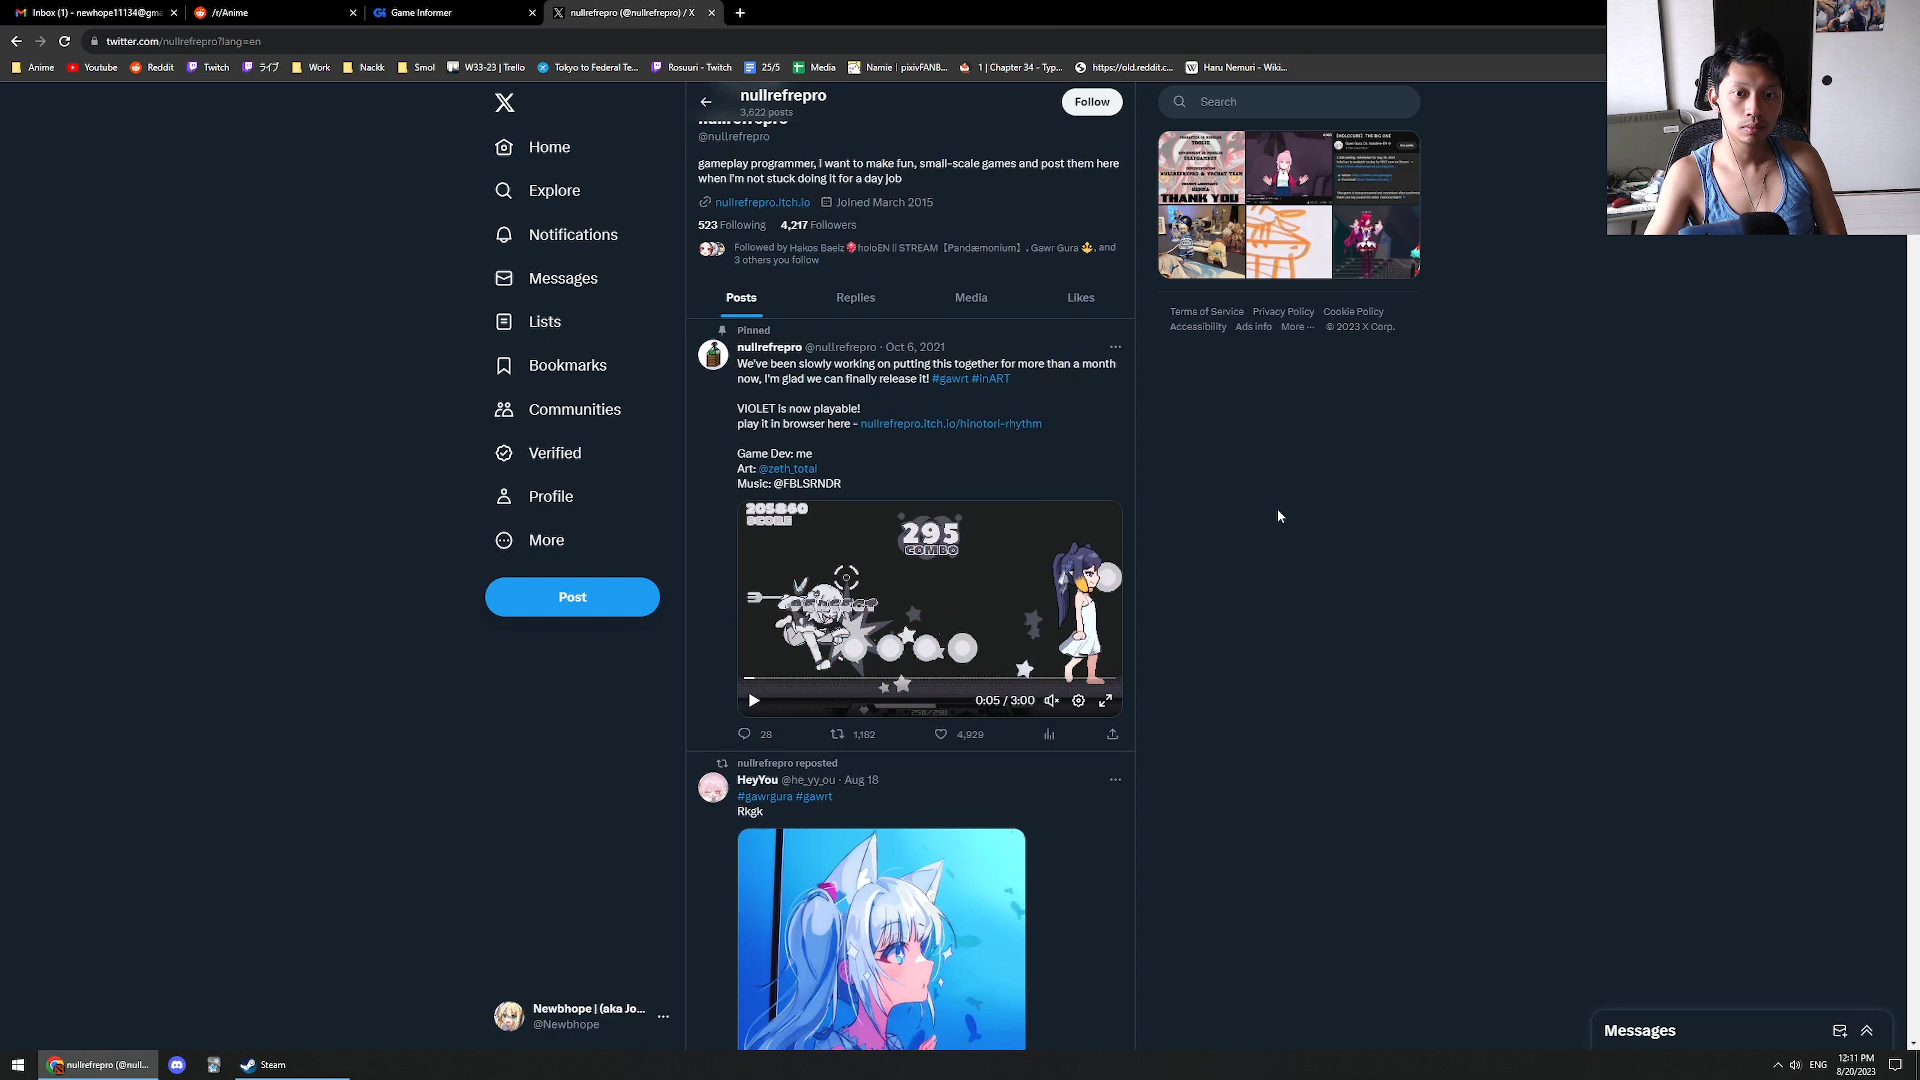 Inbox (1) - newhope11134@gma
/r/Anime
Game Informer
nullrefrepro (@nullrefrepro) / X
twitter.com/nullrefrepro?lang=en
Anime
Youtube
Reddit
Twitch
ライブ
Work
Nackk
Smol
W33-23 | Trello
Tokyo to Federal Te...
Rosuuri - Twitch
25/5
Media
Namie | pixivFANB...
1 | Chapter 34 - Typ...
https://old.reddit.c...
Haru Nemuri - Wiki...
Home
Explore
Notifications
Messages
Lists
Bookmarks
Communities
Verified
Profile
More
Post
Newbhope | (aka Jo...
@Newbhope
nullrefrepro
3,622 posts
Follow
nullrefrepro
@nullrefrepro
gameplay programmer, i want to make fun, small-scale games and post them here
when i'm not stuck doing it for a day job
nullrefrepro.itch.io
Joined March 2015
523 Following
4,217 Followers
Followed by Hakos Baelz holoEN || STREAM【Pandæmonium】, Gawr Gura, and
3 others you follow
Posts
Replies
Media
Likes
Pinned
nullrefrepro @nullrefrepro · Oct 6, 2021
We've been slowly working on putting this together for more than a month
now, I'm glad we can finally release it! #gawrt #inART
VIOLET is now playable!
play it in browser here - nullrefrepro.itch.io/hinotori-rhythm
Game Dev: me
Art: @zeth_total
Music: @FBLSRNDR
205860
SCORE
295
COMBO
PERFECT
0:05 / 3:00
250/250
28
1,182
4,929
nullrefrepro reposted
HeyYou @he_yy_ou · Aug 18
#gawrgura #gawrt
Rkgk
Search
THANK YOU
Terms of Service
Privacy Policy
Cookie Policy
Accessibility
Ads info
More ···
© 2023 X Corp.
Messages
nullrefrepro (@null...
Steam
ENG
12:11 PM
8/20/2023